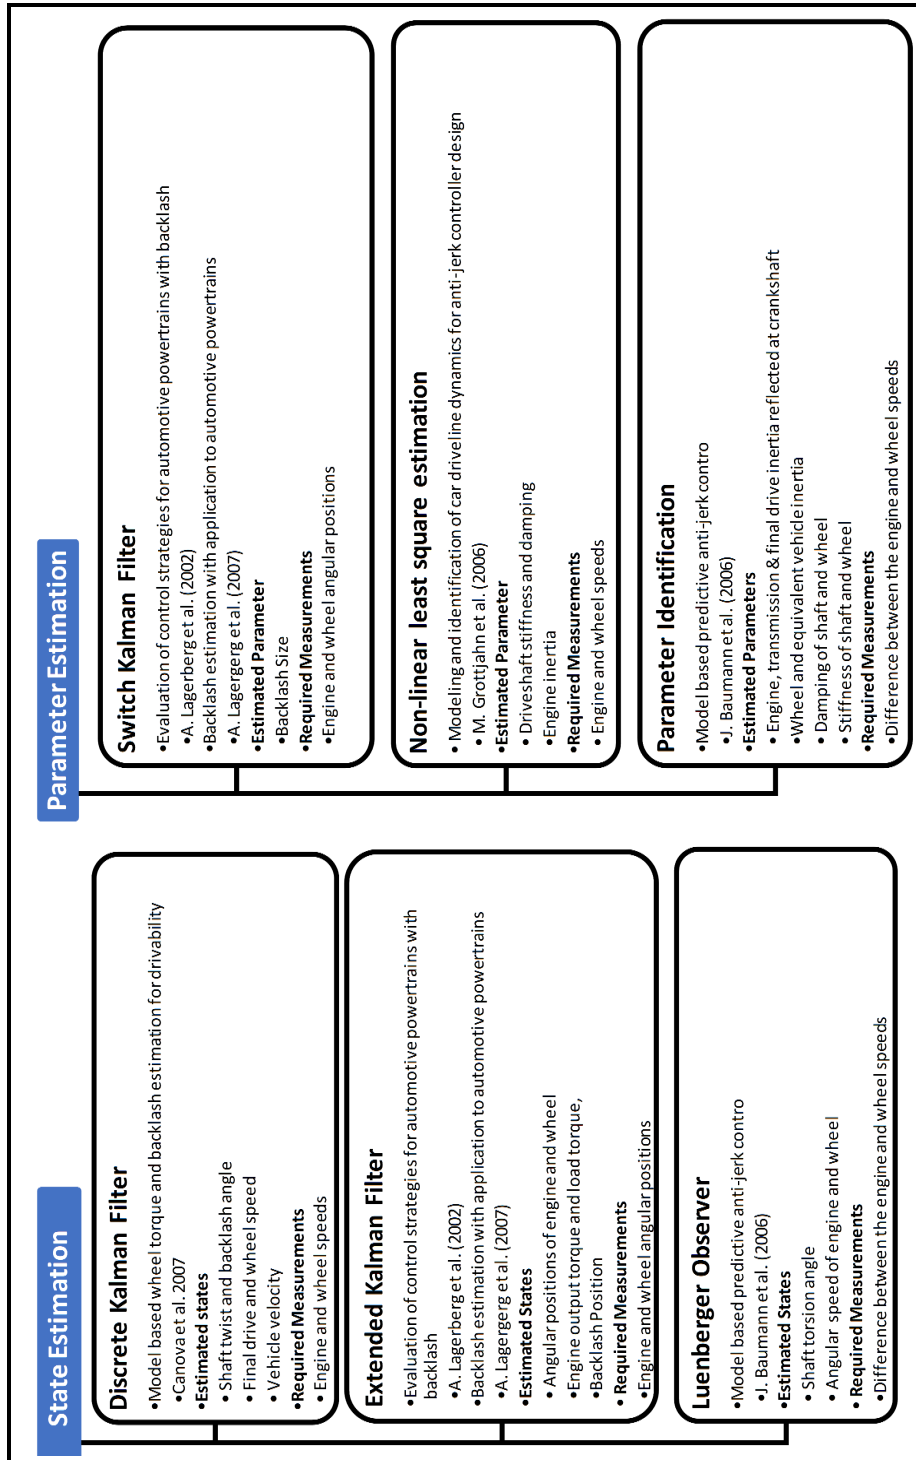 State Estimation
Discrete Kalman Filter
•Model based wheel torque and backlash estimation for drivability
•Canova et al. 2007
•Estimated states
• Shaft twist and backlash angle
• Final drive and wheel speed
• Vehicle velocity
•Required Measurements
• Engine and wheel speeds
Extended Kalman Filter
•Evaluation of control strategies for automotive powertrains with
backlash
•A. Lagerberg et al. (2002)
•Backlash estimation with application to automotive powertrains
•A. Lagergerg et al. (2007)
•Estimated States
• Angular positions of engine and wheel
•Engine output torque and load torque,
•Backlash Position
• Required Measurements
•Engine and wheel angular positions
Luenberger Observer
•Model based predictive anti-jerk contro
•J. Baumann et al. (2006)
•Estimated States
• Shaft torsion angle
• Angular speed of engine and wheel
• Required Measurements
•Difference between the engine and wheel speeds
Parameter Estimation
Switch Kalman Filter
•Evaluation of control strategies for automotive powertrains with backlash
•A. Lagerberg et al. (2002)
•Backlash estimation with application to automotive powertrains
•A. Lagergerg et al. (2007)
•Estimated Parameter
•Backlash Size
•Required Measurements
•Engine and wheel angular positions
Non-linear least square estimation
• Modeling and identification of car driveline dynamics for anti-jerk controller design
• M. Grottjahn et al. (2006)
•Estimated Parameter
• Driveshaft stiffness and damping
•Engine inertia
•Required Measurements
• Engine and wheel speeds
Parameter Identification
•Model based predictive anti-jerk contro
•J. Baumann et al. (2006)
•Estimated Parameters
• Engine, transmission & final drive inertia reflected at crankshaft
•Wheel and equivalent vehicle inertia
• Damping of shaft and wheel
• Stiffness of shaft and wheel
•Required Measurements
•Difference between the engine and wheel speeds